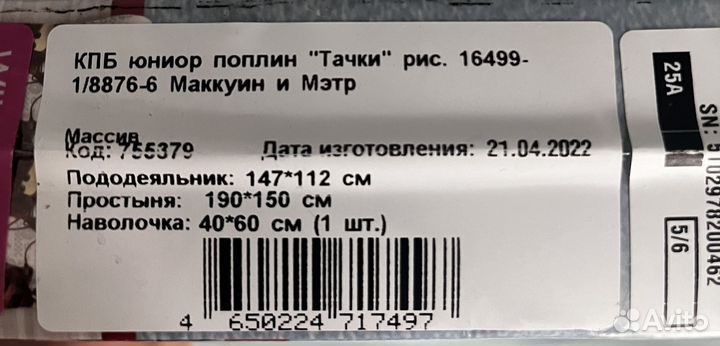 КПБ юниор поплин "Тачки" рис. 16499-
1/8876-6 Маккуин и Мэтр
Массив
Код: 755379 Дата изготовления: 21.04.2022
Пододеяльник: 147*112 см
Простыня: 190*150 см
Наволочка: 40*60 см (1 шт.)
4 650224 717497
25А
5/6
Avito